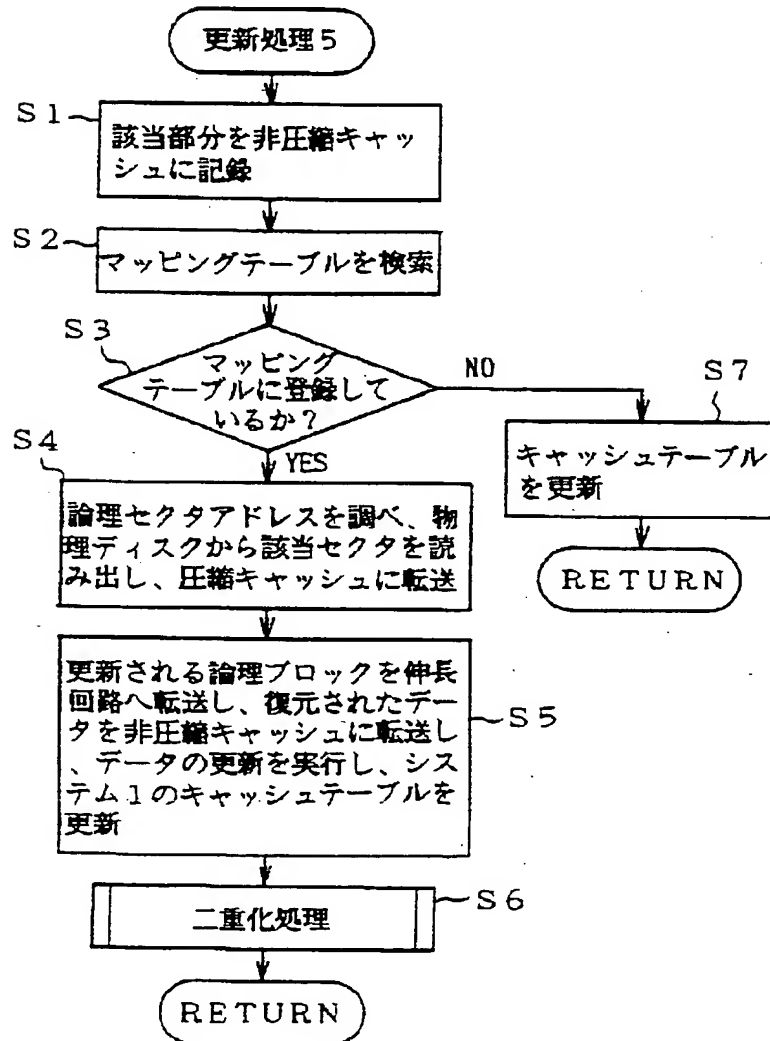 更新処理5
S1
該当部分を非圧縮キャッ
シュに記録
S2
マッピングテーブルを検索
S3
マッピング
テーブルに登録して
いるか?
NO
S7
キャッシュテーブル
を更新
RETURN
YES
S4
論理セクタアドレスを調べ、物
理ディスクから該当セクタを読
み出し、圧縮キャッシュに転送
更新される論理ブロックを伸長
回路へ転送し、復元されたデー
タを非圧縮キャッシュに転送し
、データの更新を実行し、シス
テム1のキャッシュテーブルを
更新
S5
二重化処理
S6
RETURN